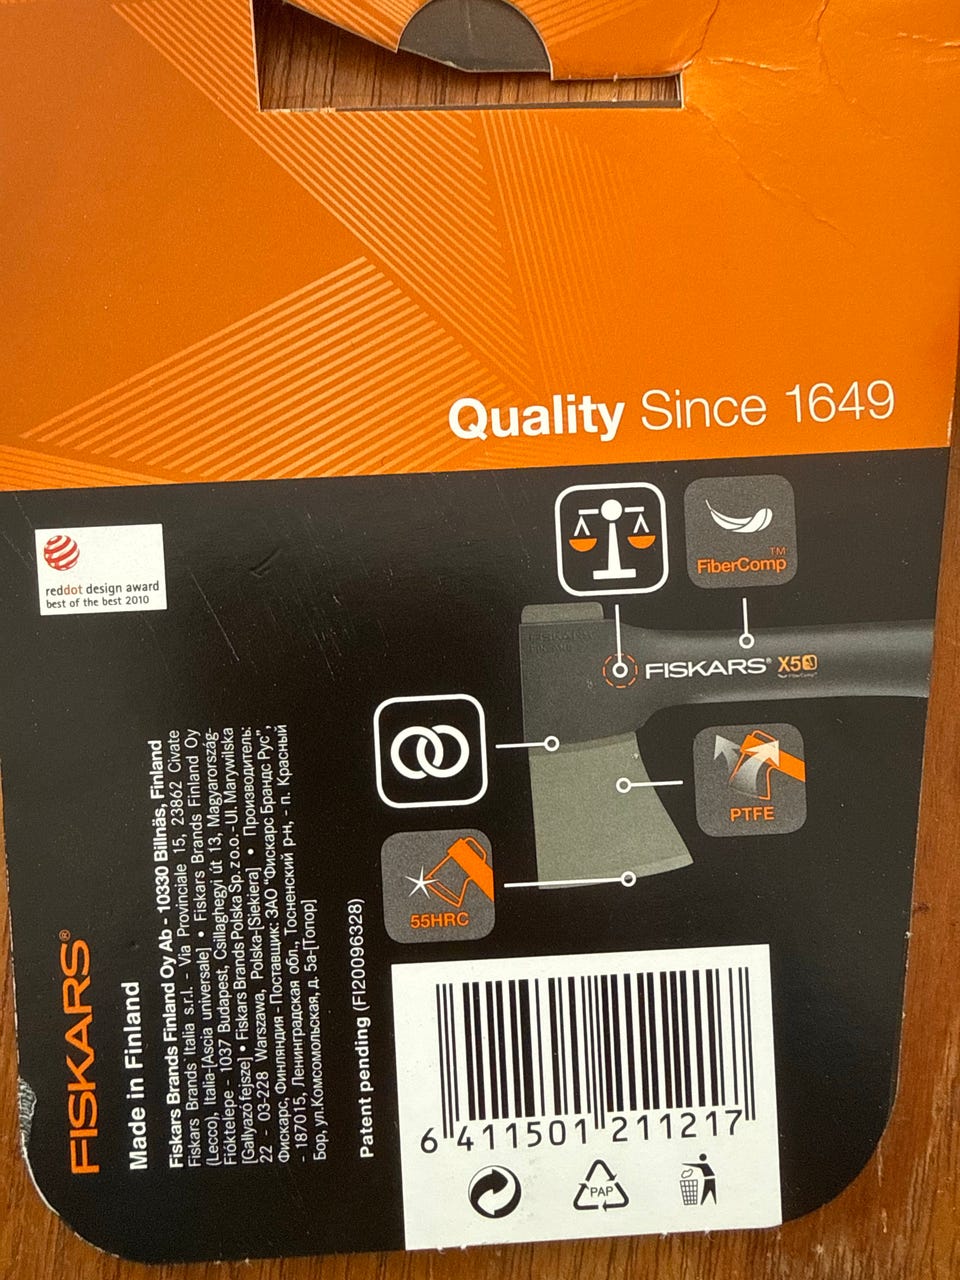 Quality Since 1649
reddot design award
best of the best 2010
FiberComp™
FISKARS® X5
PTFE
55HRC
FISKARS®
Made in Finland
Fiskars Brands Finland Oy Ab - 10330 Billnäs, Finland
Fiskars Brands Italia s.r.l. - Via Provinciale 15, 23862 Civate
(Lecco), Italia-[Ascia universale] • Fiskars Brands Finland Oy
Fióktelepe - 1037 Budapest, Csillaghegyi út 13, Magyarország-
[Gallyazó fejsze] • Fiskars Brands Polska Sp. z o.o. - Ul. Marywilska
22 - 03-228 Warszawa, Polska-[Siekiera] • Производитель:
Фискарс, Финляндия - Поставщик: ЗАО "Фискарс Брандс Рус",
- 187015, Ленинградская обл., Тосненский р-н, - п. Красный
Бор, ул.Комсомольская, д. 5а-[Топор]
Patent pending (FI20096328)
6 411501 211217
PAP